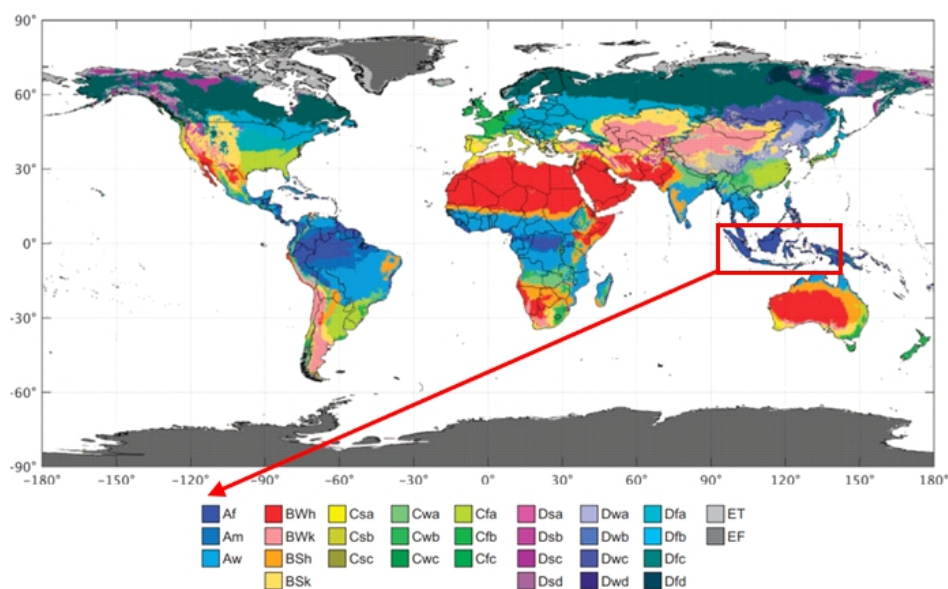 90°
60°
30°
0°
-30°
-60°
-90°
-180° -150° -120° -90° -60° -30° 0° 30° 60° 90° 120° 150° 180°
Af BWh Csa Cwa Cfa Dsa Dwa Dfa ET
Am BWk Csb Cwb Cfb Dsb Dwb Dfb EF
Aw BSh Csc Cwc Cfc Dsc Dwc Dfc
BSk Dsd Dwd Dfd